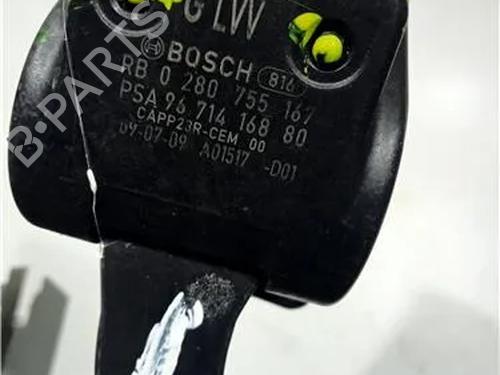 G LW
BOSCH 816
RB 0 280 755 167
PSA 96 714 168 80
CAPP23R-CEM 00
09-07-09 A01517 -D01
B-PARTS